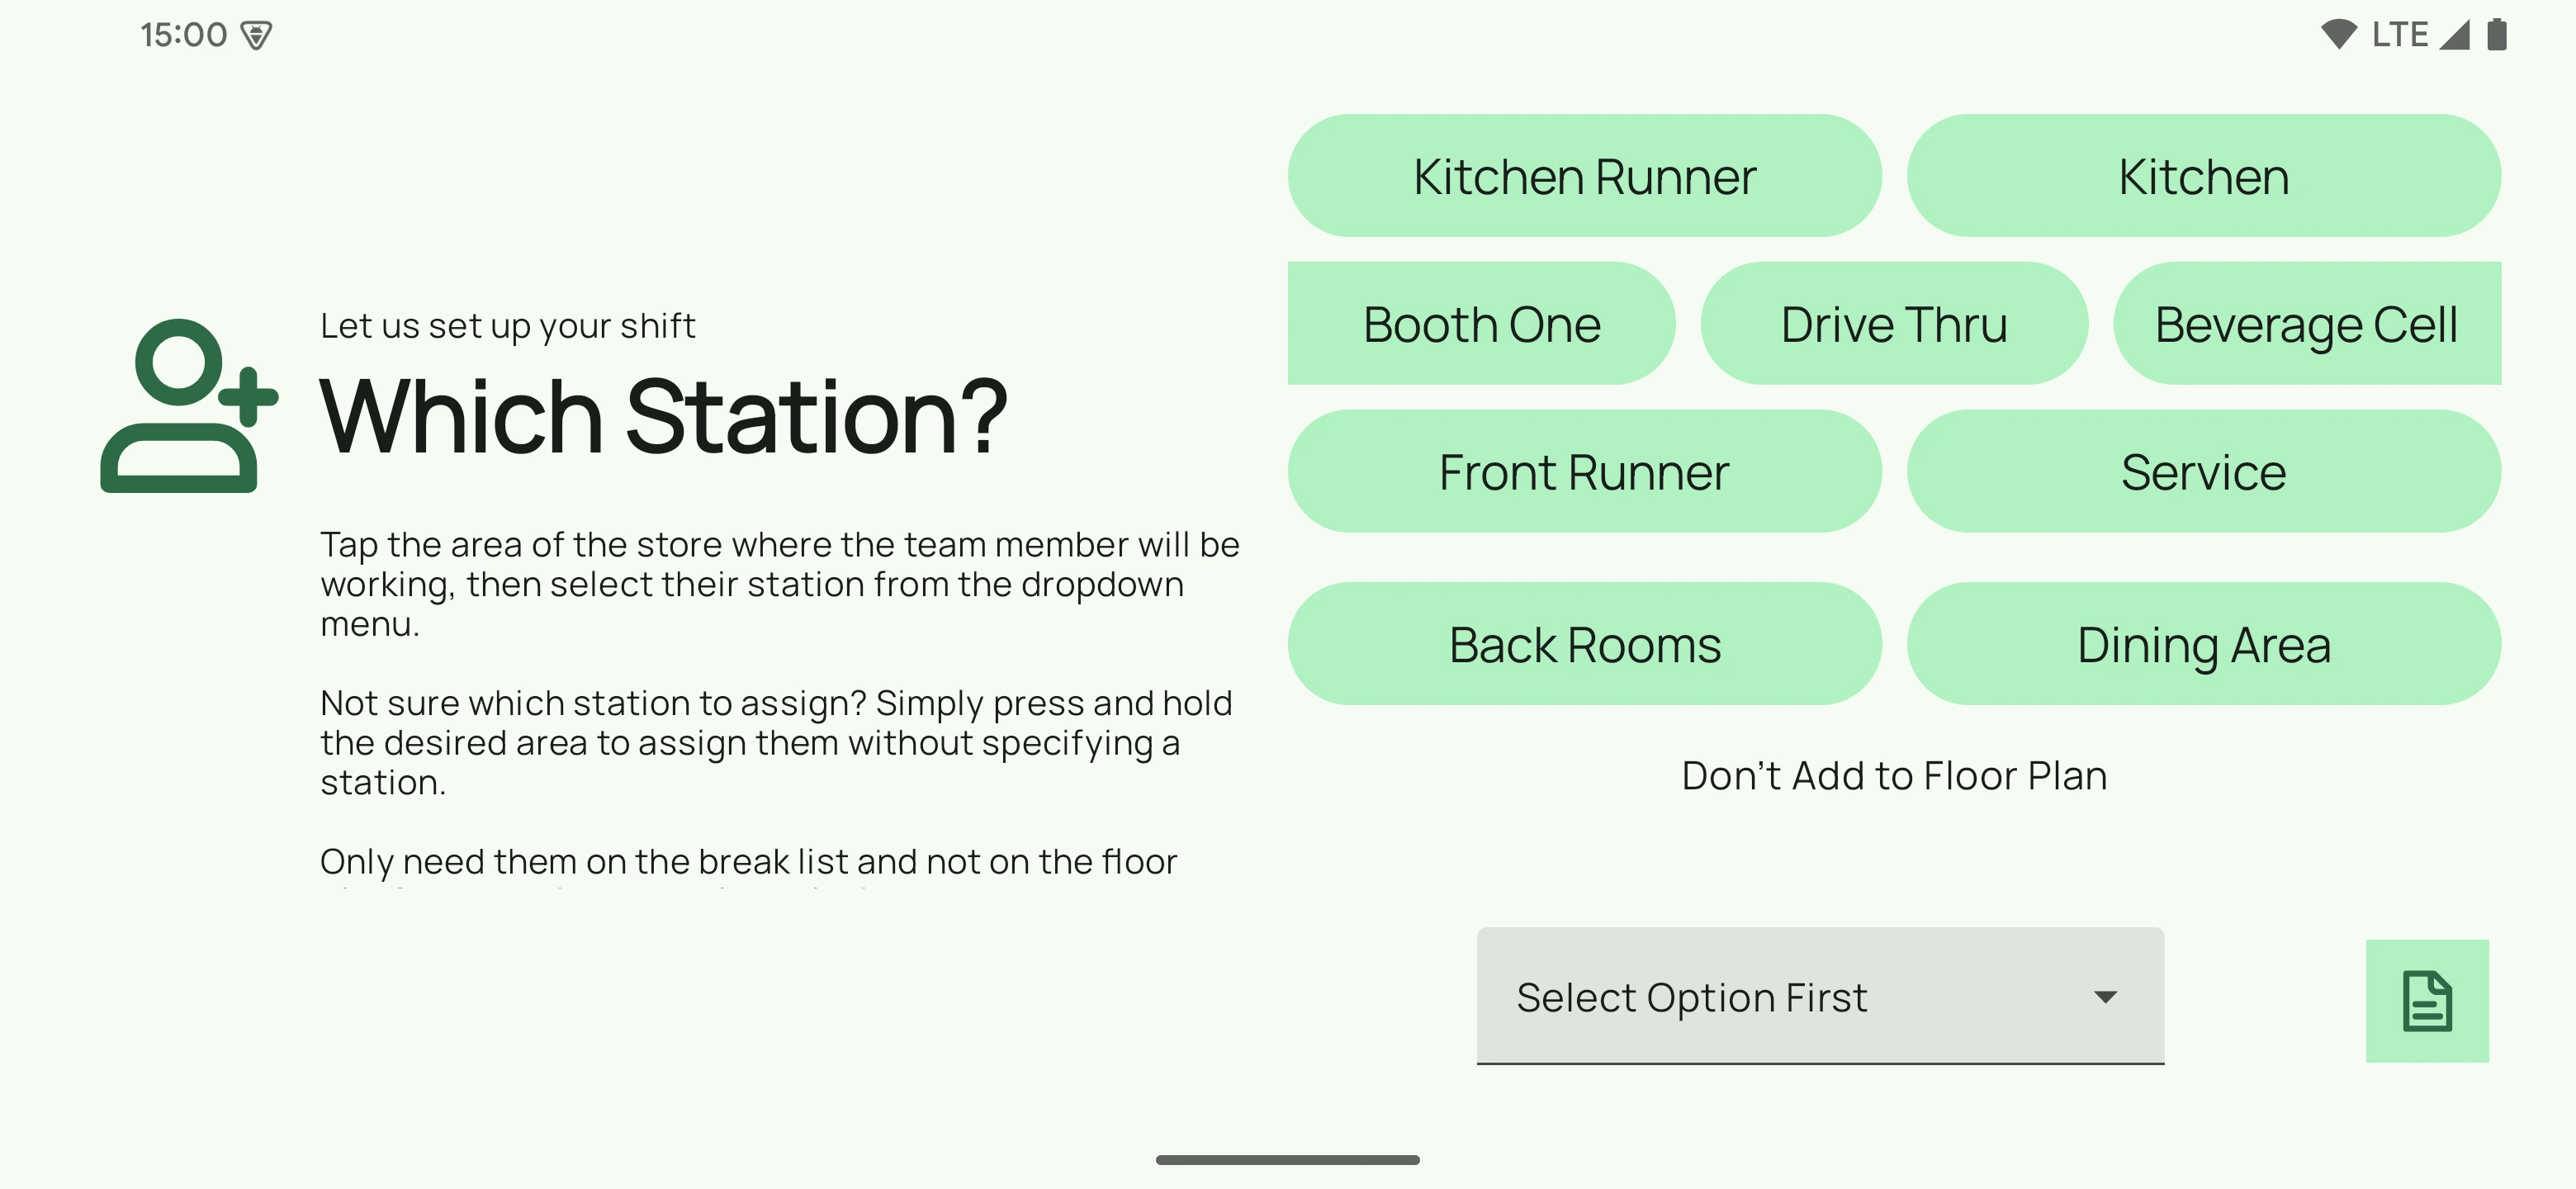 15:00
LTE
Let us set up your shift
Which Station?
Tap the area of the store where the team member will be
working, then select their station from the dropdown
menu.
Not sure which station to assign? Simply press and hold
the desired area to assign them without specifying a
station.
Only need them on the break list and not on the floor
Kitchen Runner
Kitchen
Booth One
Drive Thru
Beverage Cell
Front Runner
Service
Back Rooms
Dining Area
Don't Add to Floor Plan
Select Option First